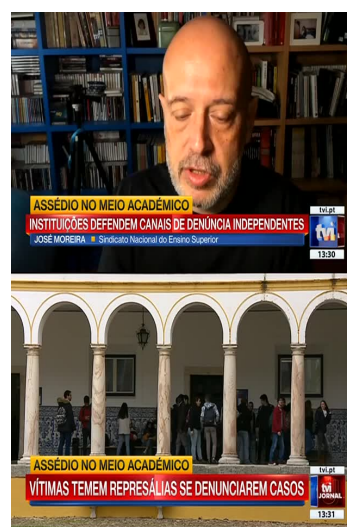 ASSÉDIO NO MEIO ACADÉMICO
INSTITUIÇÕES DEFENDEM CANAIS DE DENÚNCIA INDEPENDENTES
JOSÉ MOREIRA Sindicato Nacional do Ensino Superior
tvi.pt
tvi
13:30
ASSÉDIO NO MEIO ACADÉMICO
VÍTIMAS TEMEM REPRESÁLIAS SE DENUNCIAREM CASOS
tvi.pt
tvi
JORNAL
13:31